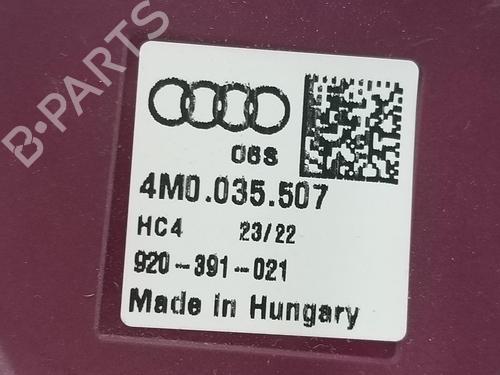 B-PARTS
06S
4M0.035.507
HC4 23/22
920-391-021
Made in Hungary